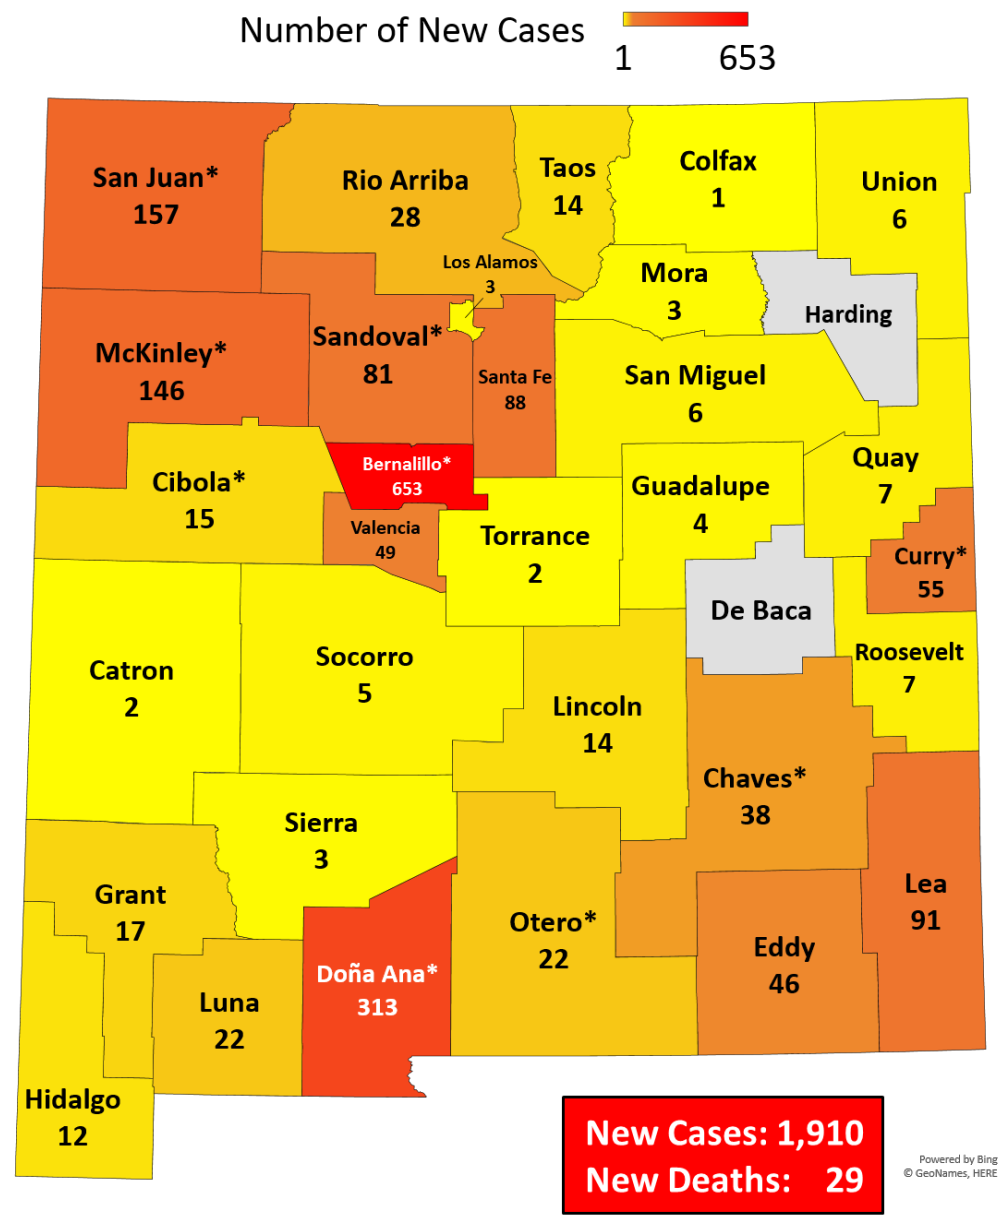 Number of New Cases
1
653
San Juan*
157
Rio Arriba
28
Taos
14
Colfax
1
Union
6
Los Alamos
3
Mora
3
Harding
McKinley*
146
Sandoval*
81
Santa Fe
88
San Miguel
6
Cibola*
15
Bernalillo*
653
Valencia
49
Torrance
2
Guadalupe
4
Quay
7
Curry*
55
De Baca
Roosevelt
7
Catron
2
Socorro
5
Lincoln
14
Chaves*
38
Sierra
3
Grant
17
Luna
22
Doña Ana*
313
Otero*
22
Eddy
46
Lea
91
Hidalgo
12
New Cases: 1,910
New Deaths: 29
Powered by Bing
© GeoNames, HERE